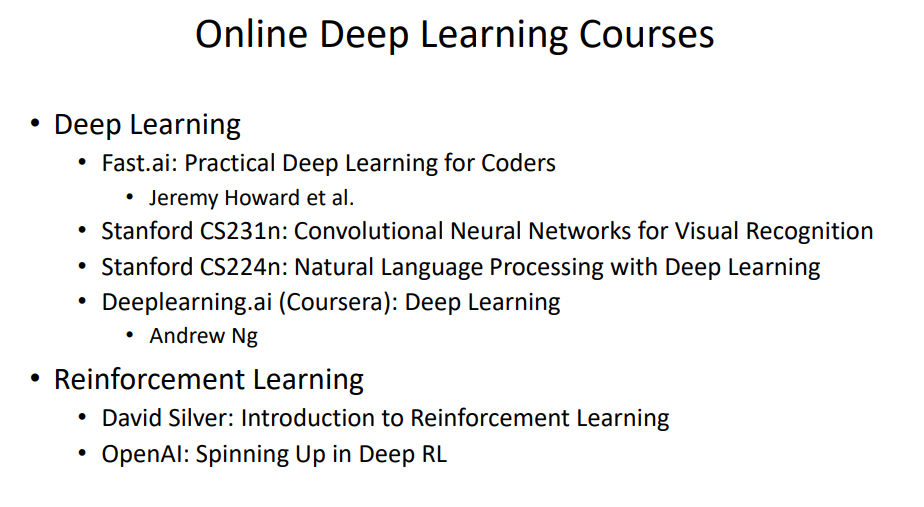 Online Deep Learning Courses
• Deep Learning
• Fast.ai: Practical Deep Learning for Coders
• Jeremy Howard et al.
• Stanford CS231n: Convolutional Neural Networks for Visual Recognition
• Stanford CS224n: Natural Language Processing with Deep Learning
• Deeplearning.ai (Coursera): Deep Learning
• Andrew Ng
• Reinforcement Learning
• David Silver: Introduction to Reinforcement Learning
• OpenAI: Spinning Up in Deep RL